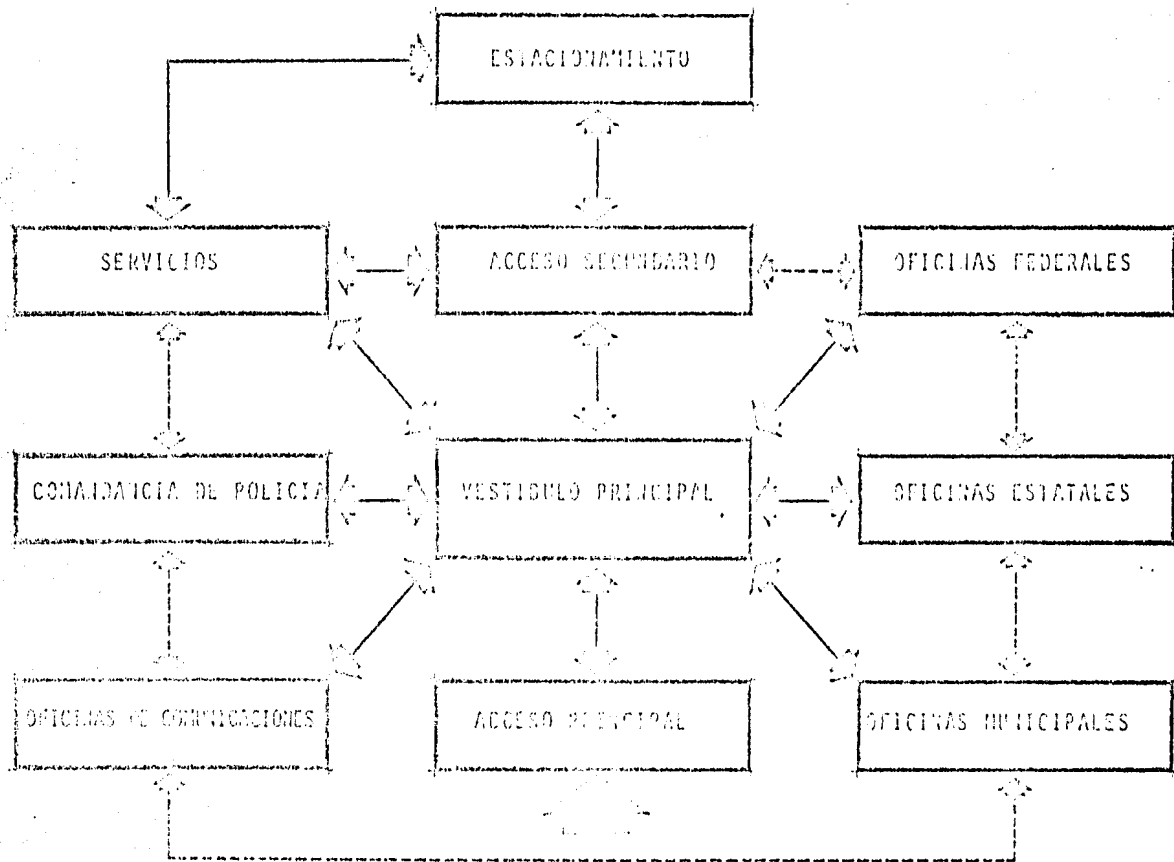 ESTACIONAMIENTO
SERVICIOS
ACCESO SECUNDARIO
OFICINAS FEDERALES
COMANDANCIA DE POLICIA
VESTIBULO PRINCIPAL
OFICINAS ESTATALES
OFICINAS DE COMUNICACIONES
ACCESO PRINCIPAL
OFICINAS MUNICIPALES